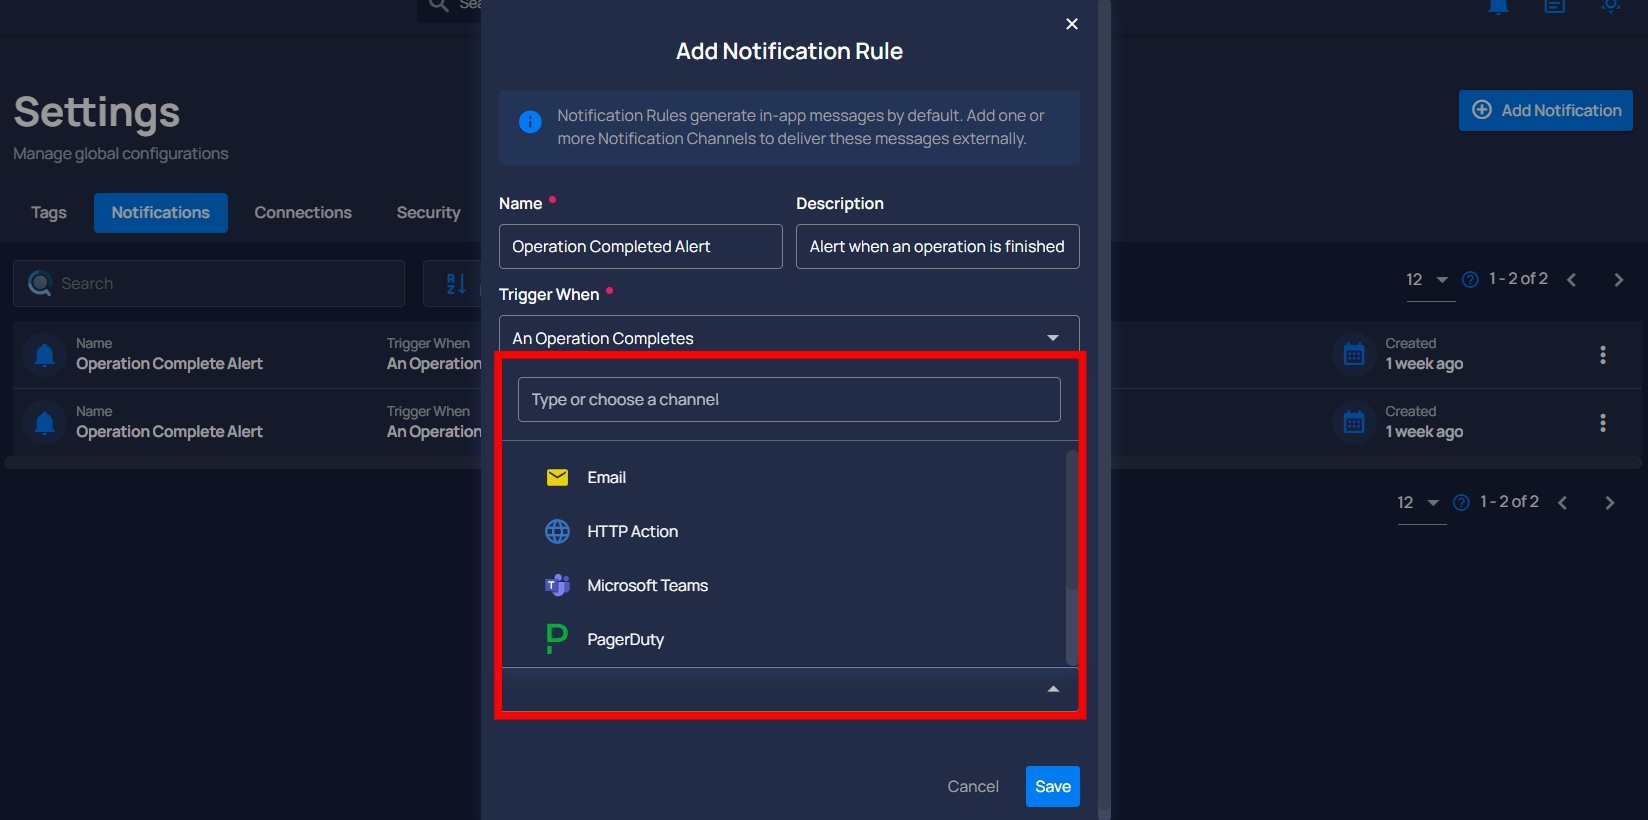 Sea
Add Notification Rule
Notification Rules generate in-app messages by default. Add one or
more Notification Channels to deliver these messages externally.
Settings
Manage global configurations
Add Notification
Tags
Notifications
Connections
Security
Name
Description
Operation Completed Alert
Alert when an operation is finished
Trigger When
An Operation Completes
Search
12
1 - 2 of 2
Name
Operation Complete Alert
Trigger When
An Operation
Created
1 week ago
Name
Operation Complete Alert
Trigger When
An Operation
Created
1 week ago
Type or choose a channel
Email
HTTP Action
Microsoft Teams
PagerDuty
12
1 - 2 of 2
Cancel
Save